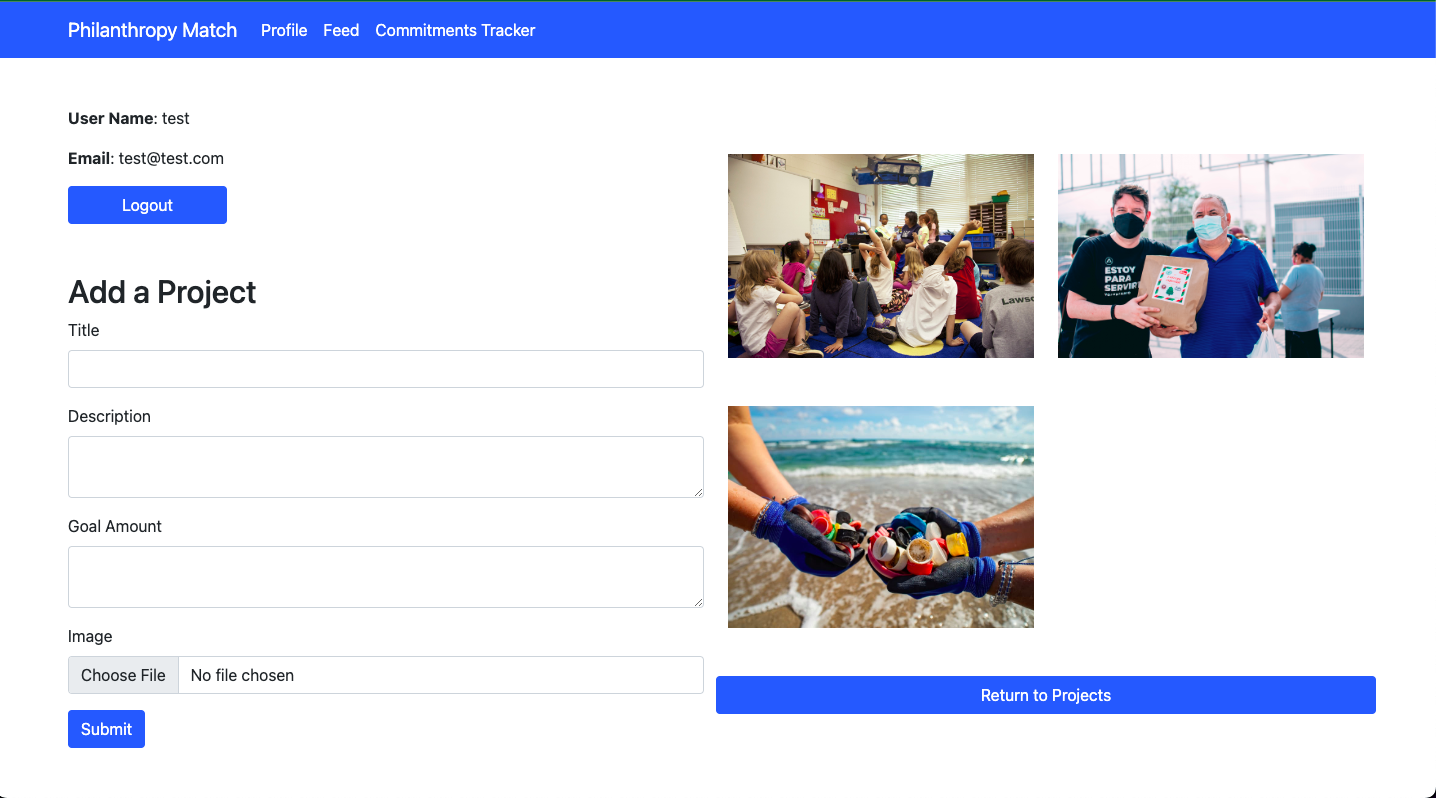 Philanthropy Match Profile Feed Commitments Tracker
User Name: test
Email: test@test.com
Logout
Add a Project
Title
Description
Goal Amount
Image
Choose File No file chosen
Submit
ESTOY
PARA
SERVIR
Laws
Return to Projects